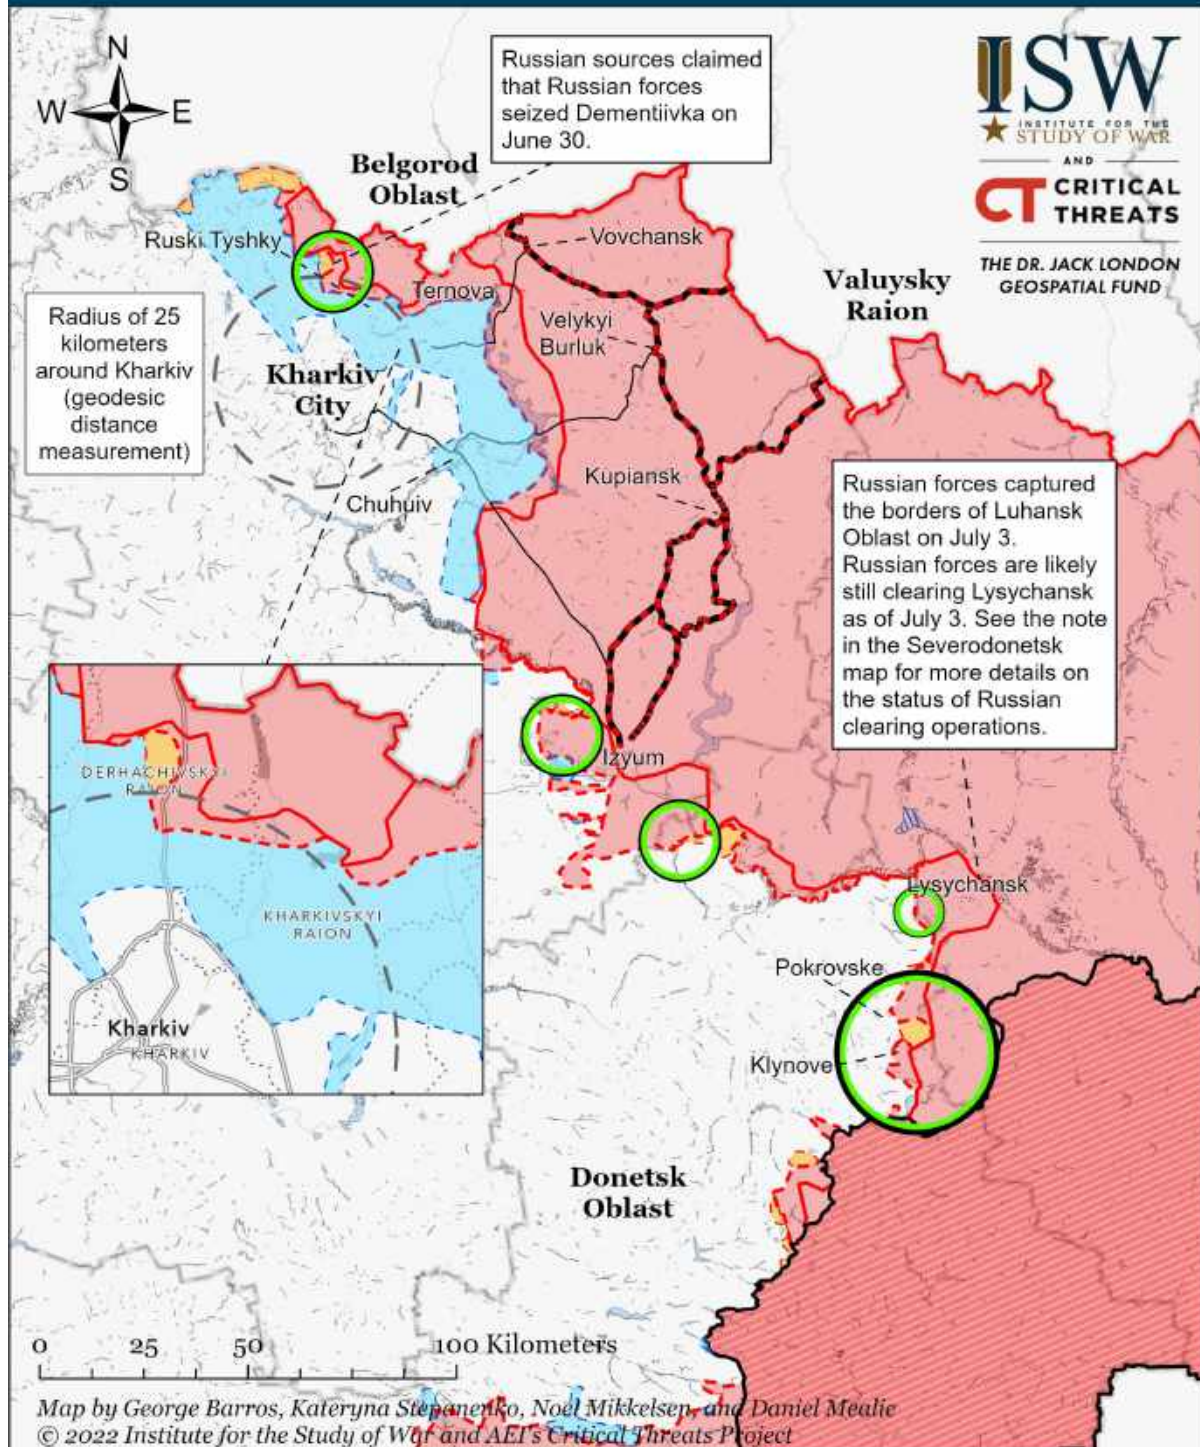 N
W
E
S
Russian sources claimed
that Russian forces
seized Dementiivka on
June 30.
ISW
INSTITUTE FOR THE
STUDY OF WAR
AND
CT CRITICAL
THREATS
THE DR. JACK LONDON
GEOSPATIAL FUND
Belgorod
Oblast
Ruski Tyshky
Vovchansk
Ternova
Valuysky
Raion
Radius of 25
kilometers
around Kharkiv
(geodesic
distance
measurement)
Velykyi
Burluk
Kharkiv
City
Kupiansk
Chuhuiv
Russian forces captured
the borders of Luhansk
Oblast on July 3.
Russian forces are likely
still clearing Lysychansk
as of July 3. See the note
in the Severodonetsk
map for more details on
the status of Russian
clearing operations.
Izyum
DERHACHIVSKYI
RAION
KHARKIVSKYI
RAION
Kharkiv
KHARKIV
Lysychansk
Pokrovske
Klynove
Donetsk
Oblast
0 25 50 100 Kilometers
Map by George Barros, Kateryna Stepanenko, Noel Mikkelsen, and Daniel Mealie
© 2022 Institute for the Study of War and AEI's Critical Threats Project